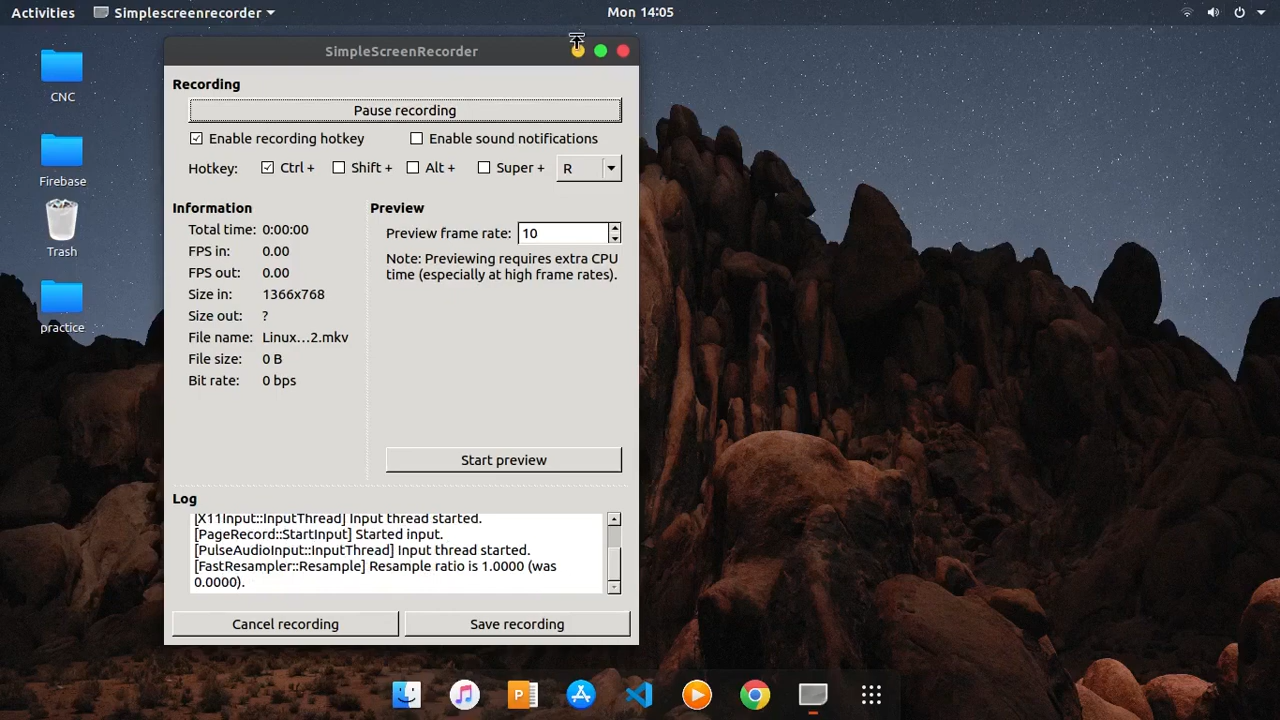 Activities Simplescreenrecorder Mon 14:05
CNC
Firebase
Trash
practice
SimpleScreenRecorder
Recording
Pause recording
Enable recording hotkey Enable sound notifications
Hotkey: Ctrl + Shift + Alt + Super + R
Information
Total time: 0:00:00
FPS in: 0.00
FPS out: 0.00
Size in: 1366x768
Size out: ?
File name: Linux...2.mkv
File size: 0 B
Bit rate: 0 bps
Preview
Preview frame rate: 10
Note: Previewing requires extra CPU
time (especially at high frame rates).
Start preview
Log
[X11Input::InputThread] Input thread started.
[PageRecord::StartInput] Started input.
[PulseAudioInput::InputThread] Input thread started.
[FastResampler::Resample] Resample ratio is 1.0000 (was
0.0000).
Cancel recording Save recording
P